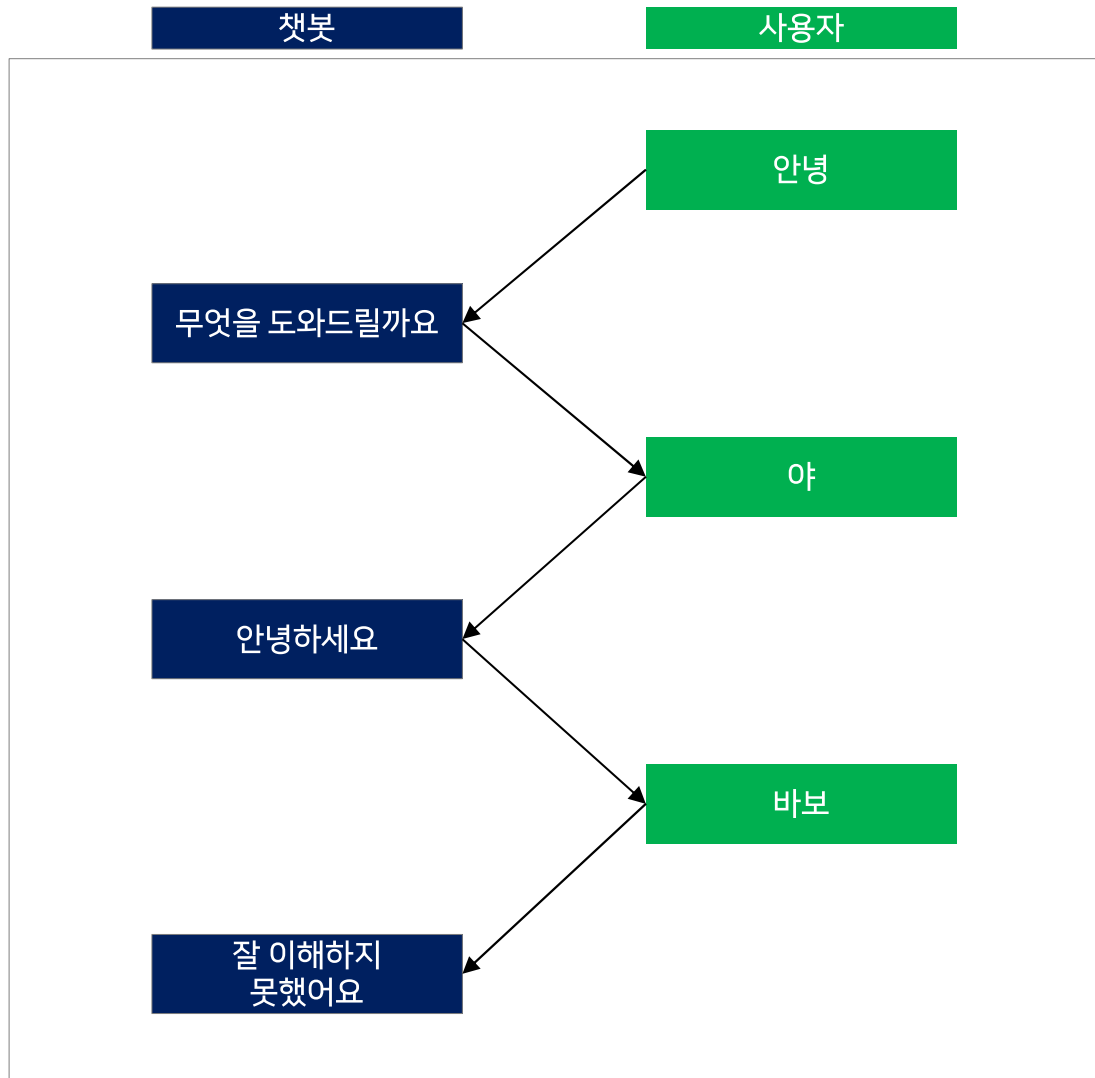 챗봇
사용자
안녕
무엇을 도와드릴까요
야
안녕하세요
바보
잘 이해하지
못했어요